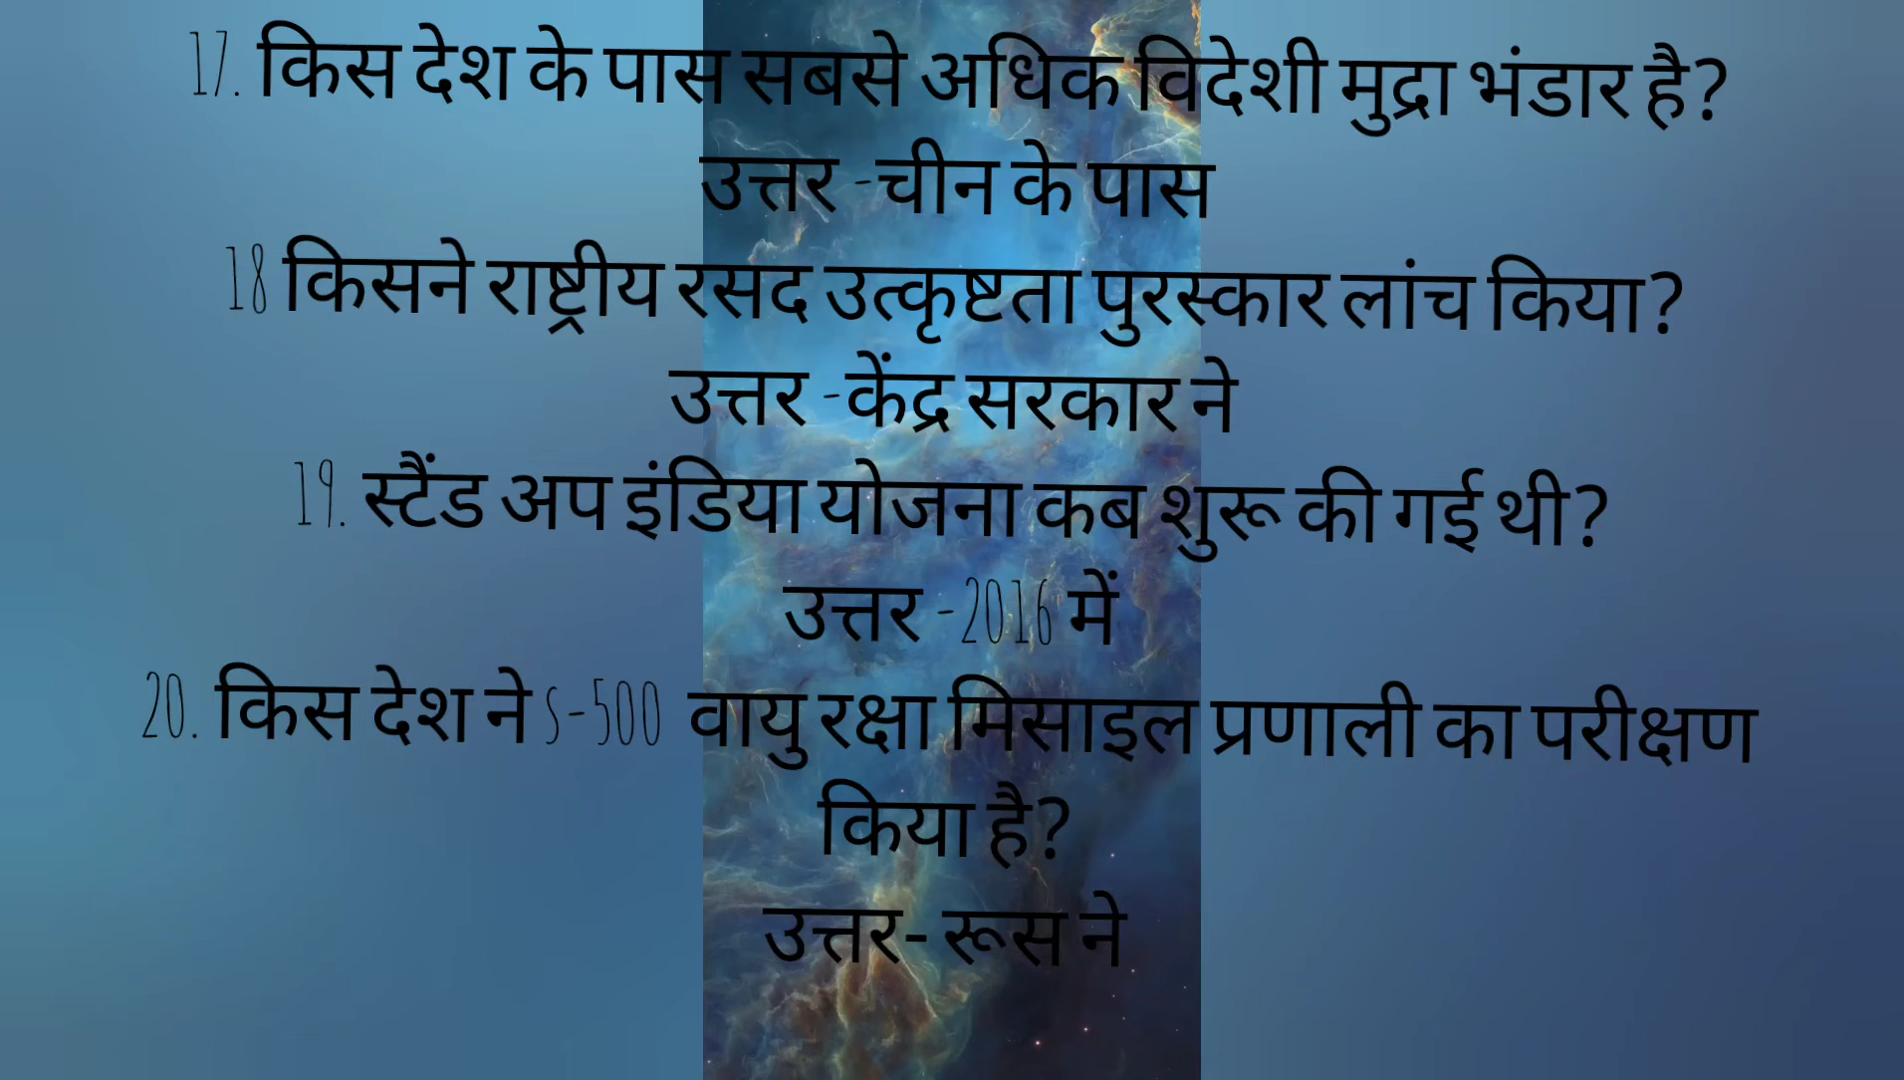 17. किस देश के पास सबसे अधिक विदेशी मुद्रा भंडार है?
उत्तर -चीन के पास
18 किसने राष्ट्रीय रसद उत्कृष्टता पुरस्कार लांच किया?
उत्तर -केंद्र सरकार ने
19. स्टैंड अप इंडिया योजना कब शुरू की गई थी?
उत्तर -2016 में
20. किस देश ने S-500 वायु रक्षा मिसाइल प्रणाली का परीक्षण
किया है?
उत्तर- रूस ने